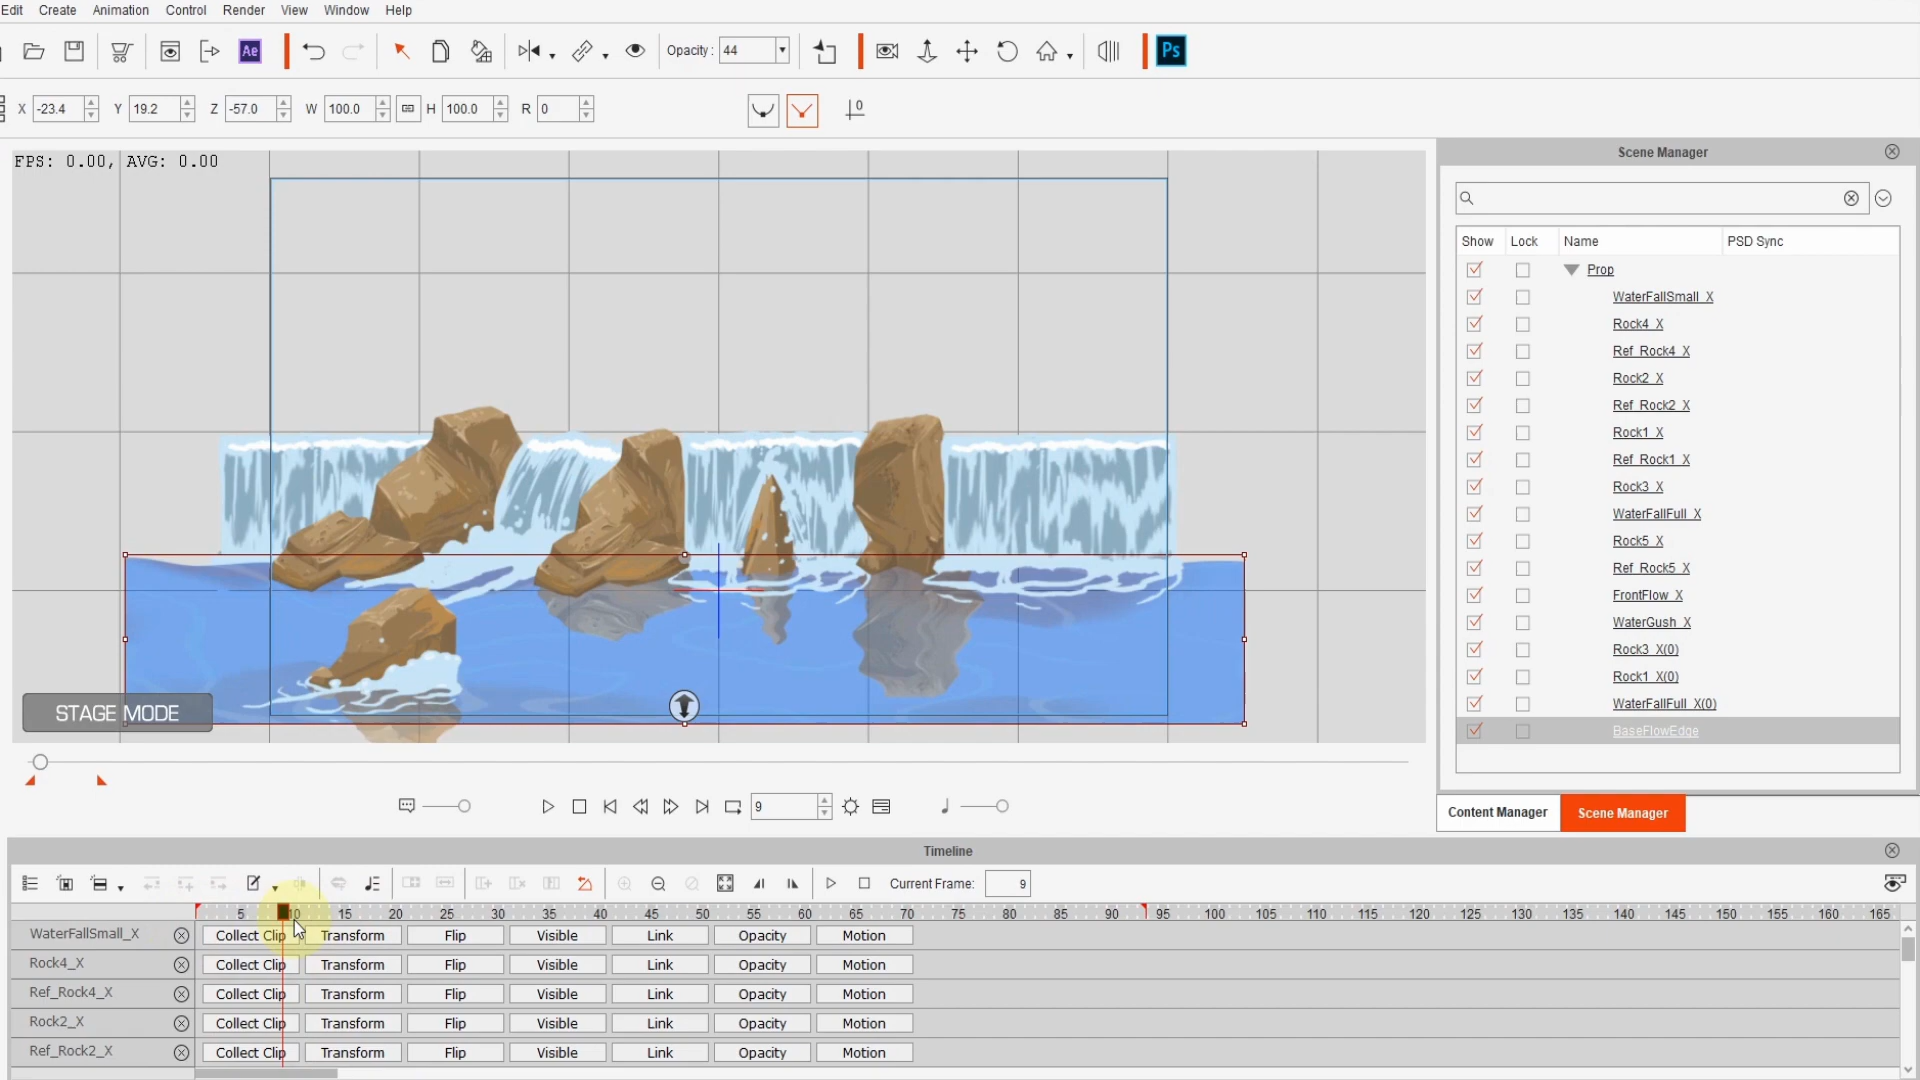 Edit Create Animation Control Render View Window Help
Ae Opacity : 44 Ps
X -23.4 Y 19.2 Z -57.0 W 100.0 H 100.0 R 0 0
FPS: 0.00, AVG: 0.00
STAGE MODE
Scene Manager
Show Lock Name PSD Sync
Prop
WaterFallSmall_X
Rock4_X
Ref_Rock4_X
Rock2_X
Ref_Rock2_X
Rock1_X
Ref_Rock1_X
Rock3_X
WaterFallFull_X
Rock5_X
Ref_Rock5_X
FrontFlow_X
WaterGush_X
Rock3_X(0)
Rock1_X(0)
WaterFallFull_X(0)
BaseFlowEdge
Content Manager Scene Manager
9
Timeline
Current Frame: 9
5 10 15 20 25 30 35 40 45 50 55 60 65 70 75 80 85 90 95 100 105 110 115 120 125 130 135 140 145 150 155 160 165
WaterFallSmall_X Collect Clip Transform Flip Visible Link Opacity Motion
Rock4_X Collect Clip Transform Flip Visible Link Opacity Motion
Ref_Rock4_X Collect Clip Transform Flip Visible Link Opacity Motion
Rock2_X Collect Clip Transform Flip Visible Link Opacity Motion
Ref_Rock2_X Collect Clip Transform Flip Visible Link Opacity Motion